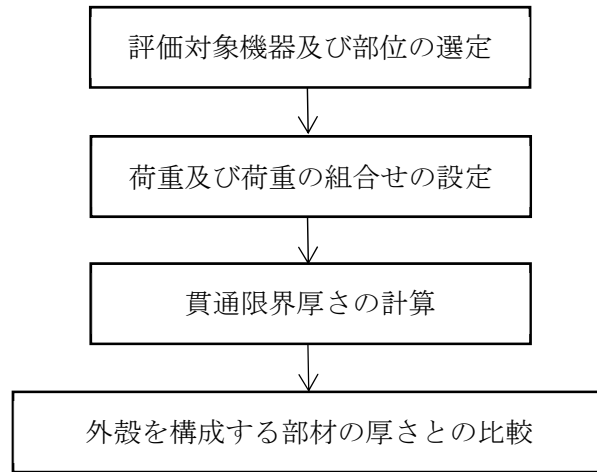 評価対象機器及び部位の選定
荷重及び荷重の組合せの設定
貫通限界厚さの計算
外殻を構成する部材の厚さとの比較